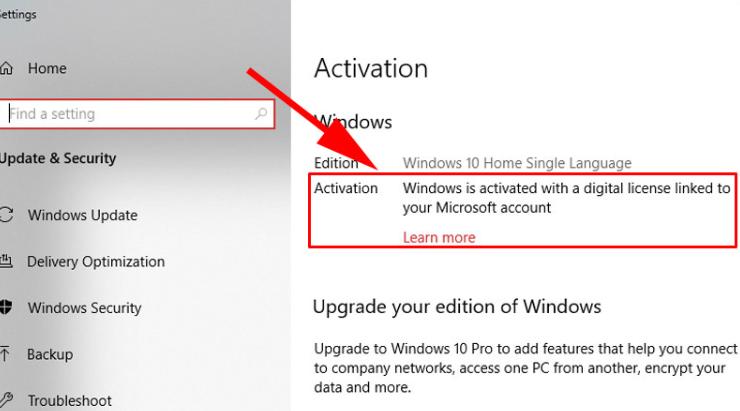 ettings
Home
Find a setting
Update & Security
Windows Update
Delivery Optimization
Windows Security
Backup
Troubleshoot
Activation
Windows
Edition Windows 10 Home Single Language
Activation Windows is activated with a digital license linked to
your Microsoft account
Learn more
Upgrade your edition of Windows
Upgrade to Windows 10 Pro to add features that help you connect
to company networks, access one PC from another, encrypt your
data and more.